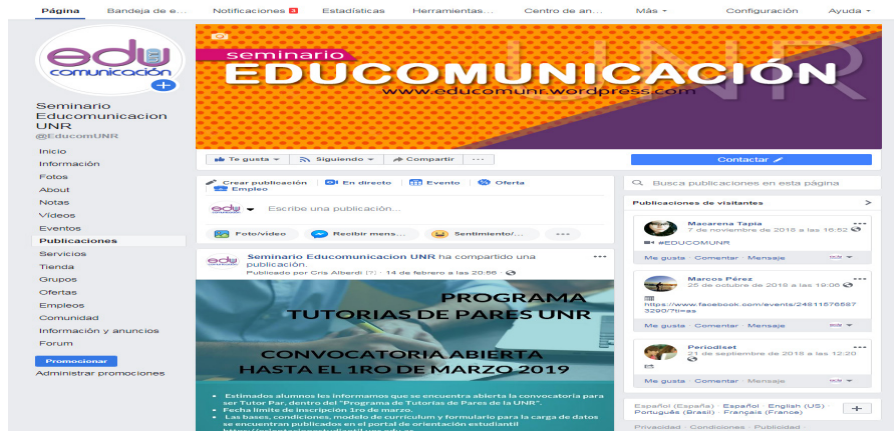 Página Bandeja de e... Notificaciones 3 Estadísticas Herramientas... Centro de an... Más Configuración Ayuda
edu
comunicación
Seminario
Educomunicacion
UNR
@EducomUNR
Inicio
Información
Fotos
About
Notas
Vídeos
Eventos
Publicaciones
Servicios
Tienda
Grupos
Ofertas
Empleos
Comunidad
Información y anuncios
Forum
Promocionar
Administrar promociones
UNR
seminario
EDUCOMUNICACIÓN
www.educomunr.wordpress.com
Te gusta Siguiendo Compartir ...
Contactar
Crear publicación En directo Evento Oferta
Empleo
Escribe una publicación...
Foto/vídeo Recibir mens... Sentimiento/... ...
Seminario Educomunicacion UNR ha compartido una
publicación.
Publicado por Cris Alberdi [?] · 14 de febrero a las 20:56 ·
PROGRAMA
TUTORIAS DE PARES UNR
CONVOCATORIA ABIERTA
HASTA EL 1RO DE MARZO 2019
• Estimados alumnos les informamos que se encuentra abierta la convocatoria para
ser Tutor Par, dentro del "Programa de Tutorías de Pares de la UNR".
• Fecha límite de inscripción 1ro de marzo.
• Las bases, condiciones, modelo de currículum y formulario para la carga de datos
se encuentran publicados en el portal de orientación estudiantil
Busca publicaciones en esta página
Publicaciones de visitantes >
Macarena Tapia
7 de noviembre de 2018 a las 16:52
#EDUCOMUNR
Me gusta · Comentar · Mensaje
Marcos Pérez
25 de octubre de 2018 a las 19:06
https://www.facebook.com/events/24811576587
3290/?ti=as
Me gusta · Comentar · Mensaje
Periodiset
21 de septiembre de 2018 a las 12:20
Me gusta · Comentar · Mensaje
Español (España) · Español · English (US) ·
Português (Brasil) · Français (France)
Privacidad · Condiciones · Publicidad ·